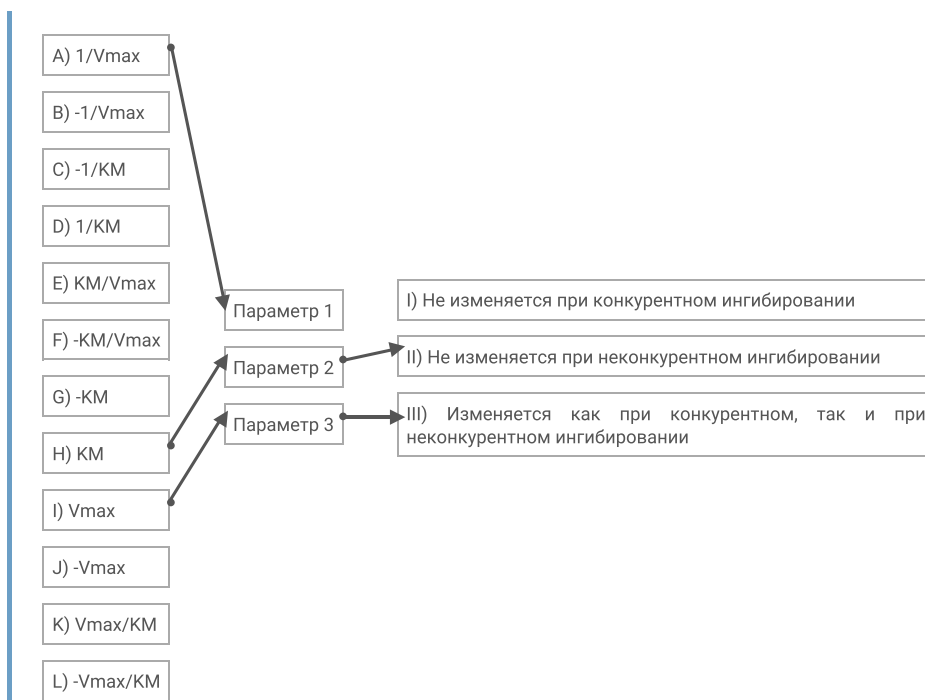 A) 1/Vmax
B) -1/Vmax
C) -1/KM
D) 1/KM
E) KM/Vmax
F) -KM/Vmax
G) -KM
H) KM
I) Vmax
J) -Vmax
K) Vmax/KM
L) -Vmax/KM
Параметр 1
Параметр 2
Параметр 3
I) Не изменяется при конкурентном ингибировании
II) Не изменяется при неконкурентном ингибировании
III) Изменяется как при конкурентном, так и при
неконкурентном ингибировании